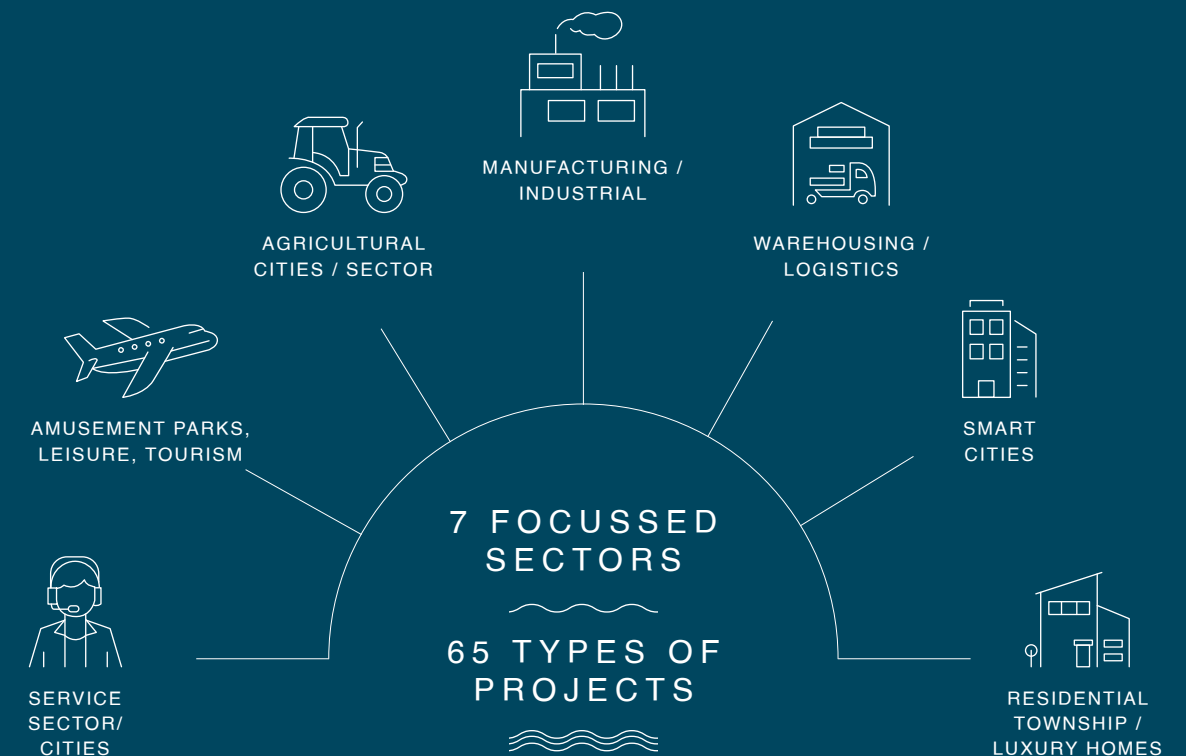 MANUFACTURING /
INDUSTRIAL
AGRICULTURAL
CITIES / SECTOR
WAREHOUSING /
LOGISTICS
AMUSEMENT PARKS,
LEISURE, TOURISM
SMART
CITIES
7 FOCUSSED
SECTORS
65 TYPES OF
PROJECTS
SERVICE
SECTOR/
CITIES
RESIDENTIAL
TOWNSHIP /
LUXURY HOMES